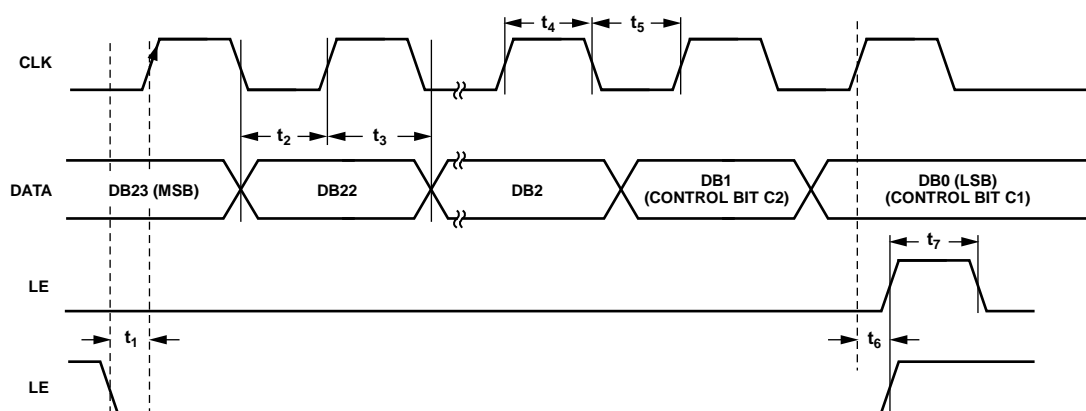 t4
t5
CLK
t2
t3
DATA
DB23 (MSB)
DB22
DB2
DB1
(CONTROL BIT C2)
DB0 (LSB)
(CONTROL BIT C1)
t7
LE
t1
t6
LE